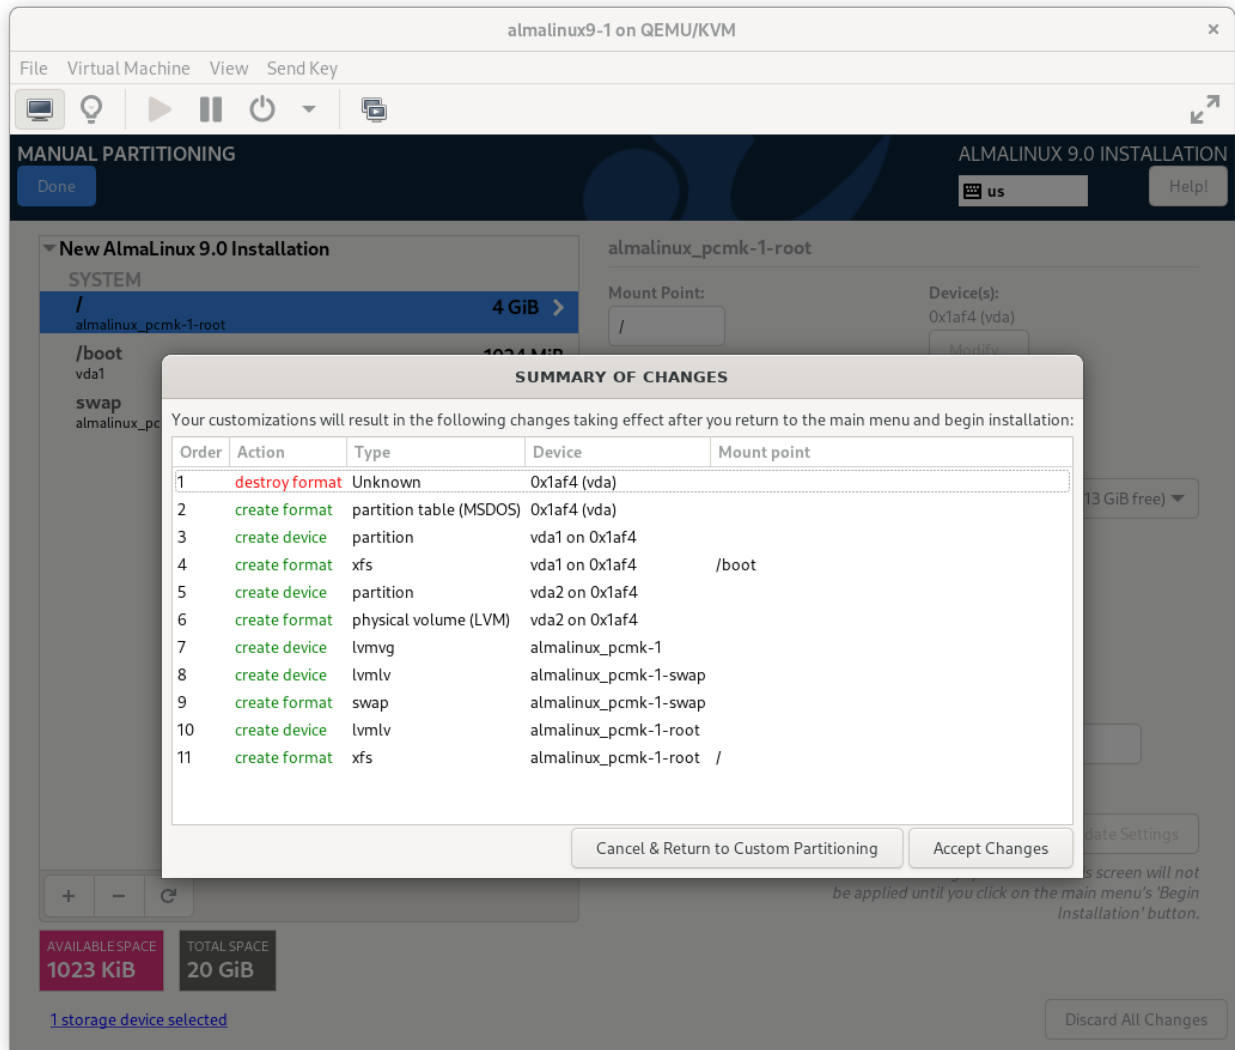 almalinux9-1 on QEMU/KVM
File Virtual Machine View Send Key
MANUAL PARTITIONING
ALMALINUX 9.0 INSTALLATION
Done
us
Help!
New AlmaLinux 9.0 Installation
SYSTEM
/
4 GiB
almalinux_pcmk-1-root
/boot
1024 MiB
vda1
swap
almalinux_pc
almalinux_pcmk-1-root
Mount Point:
/
Device(s):
0x1af4 (vda)
Modify...
13 GiB free)
SUMMARY OF CHANGES
Your customizations will result in the following changes taking effect after you return to the main menu and begin installation:
Order Action Type Device Mount point
1 destroy format Unknown 0x1af4 (vda)
2 create format partition table (MSDOS) 0x1af4 (vda)
3 create device partition vda1 on 0x1af4
4 create format xfs vda1 on 0x1af4 /boot
5 create device partition vda2 on 0x1af4
6 create format physical volume (LVM) vda2 on 0x1af4
7 create device lvmvg almalinux_pcmk-1
8 create device lvmlv almalinux_pcmk-1-swap
9 create format swap almalinux_pcmk-1-swap
10 create device lvmlv almalinux_pcmk-1-root
11 create format xfs almalinux_pcmk-1-root /
Cancel & Return to Custom Partitioning
Accept Changes
date Settings
s screen will not
be applied until you click on the main menu's 'Begin
Installation' button.
AVAILABLE SPACE
1023 KiB
TOTAL SPACE
20 GiB
1 storage device selected
Discard All Changes